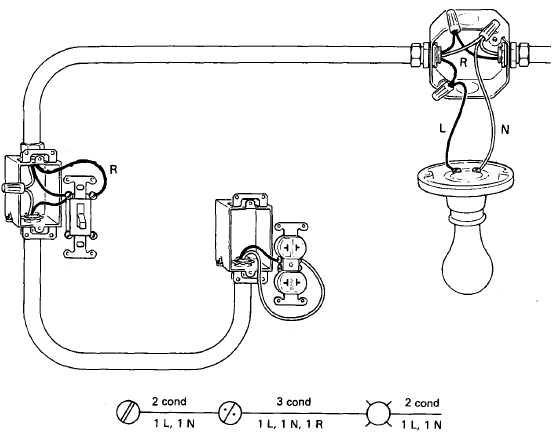 R
L
N
R
2 cond
3 cond
2 cond
1 L, 1 N
1 L, 1 N, 1 R
1 L, 1 N